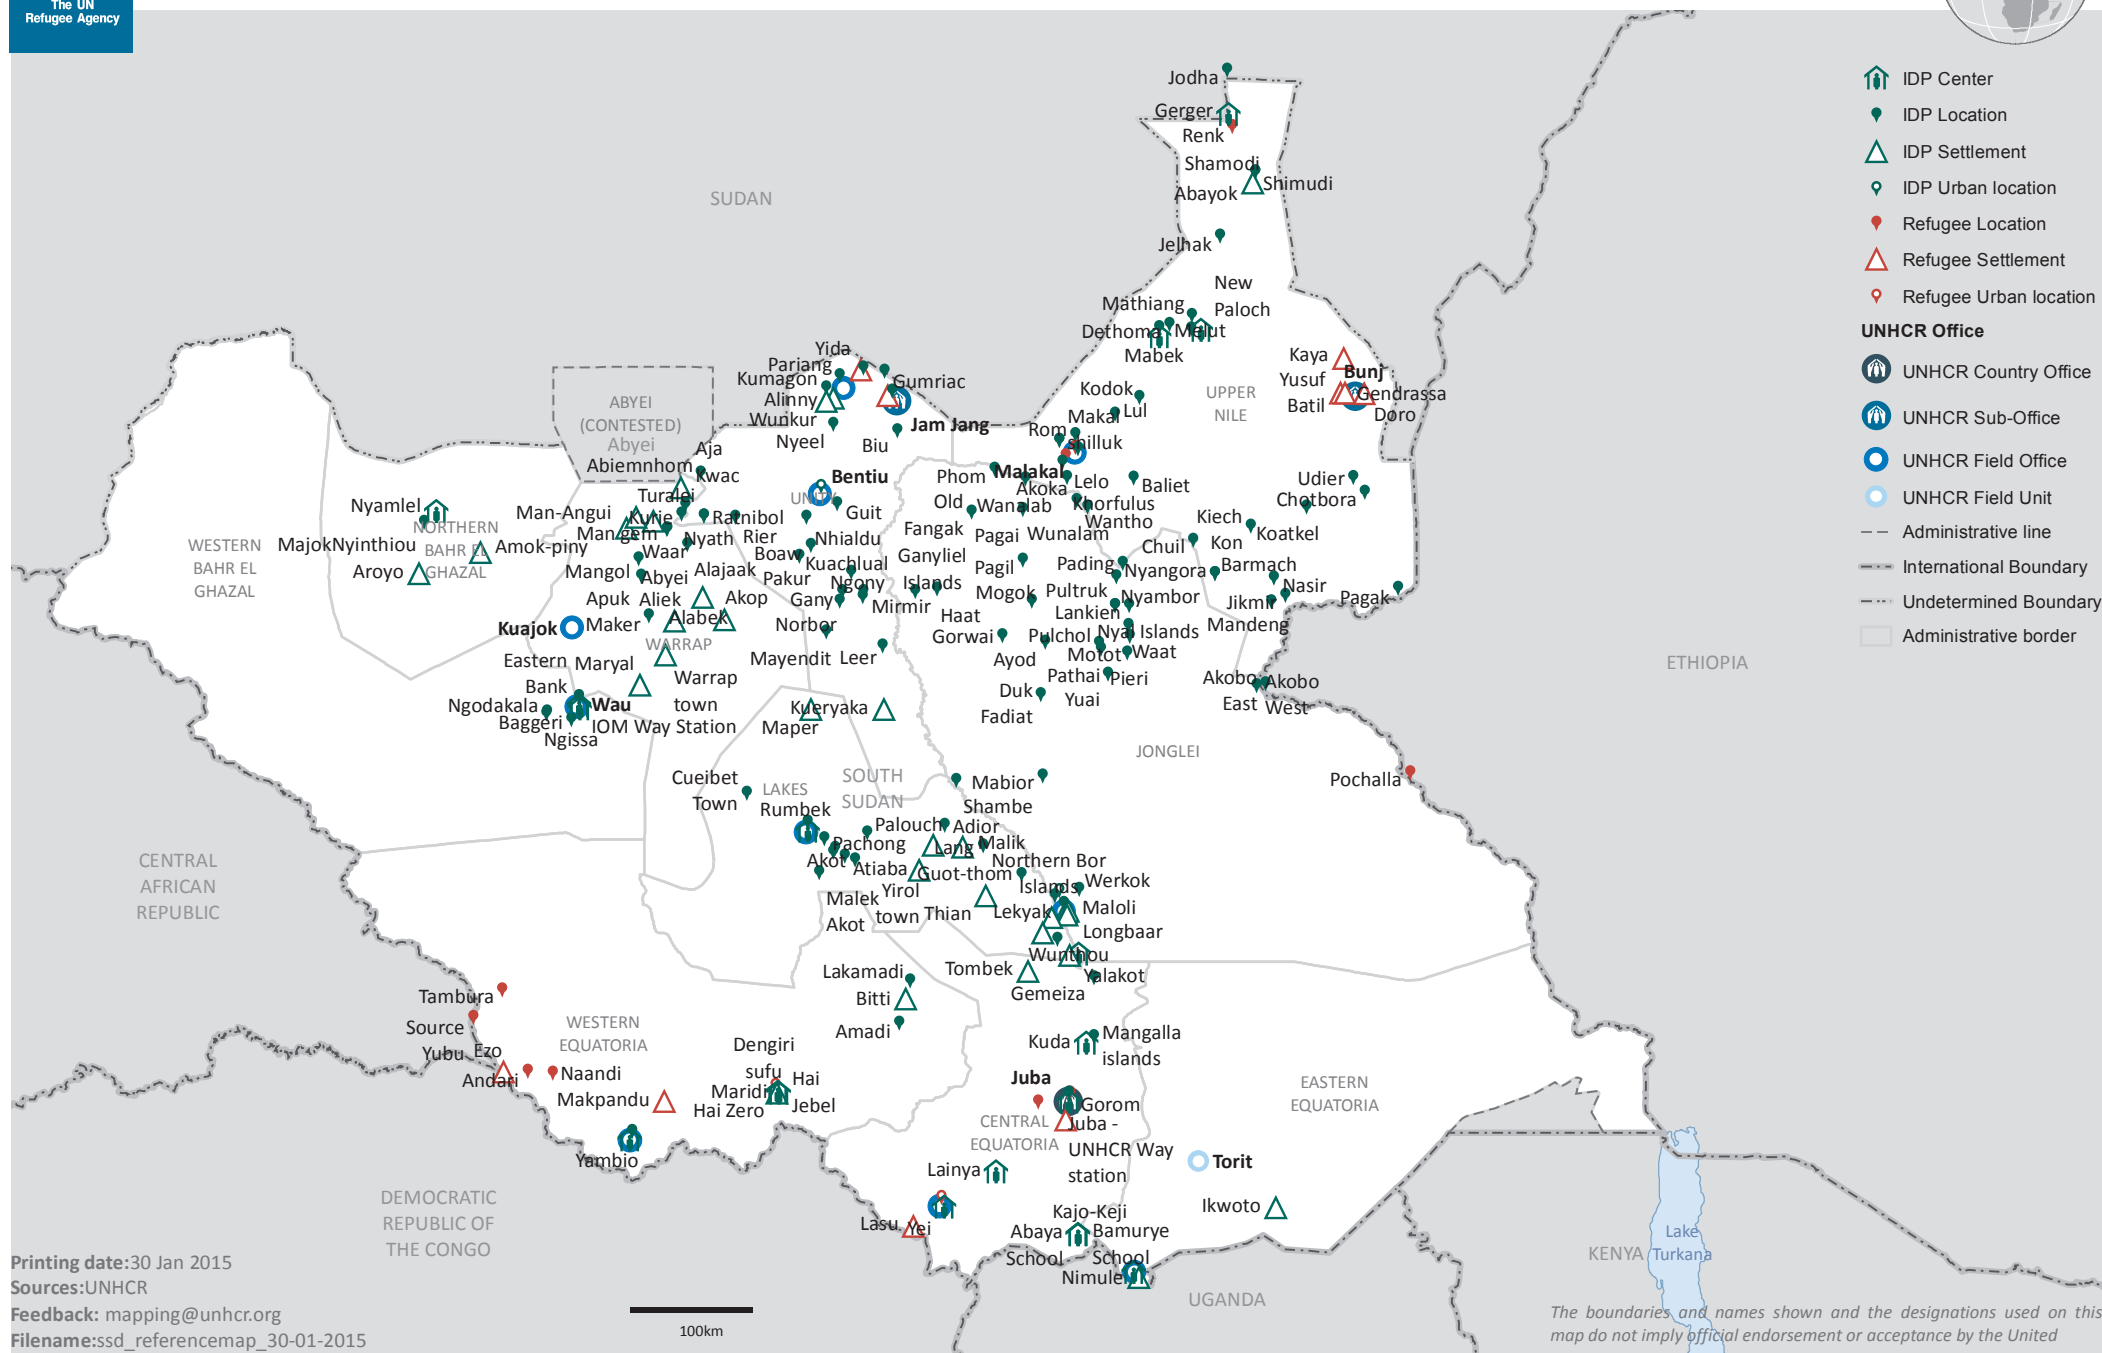 The UN
Refugee Agency
IDP Center
IDP Location
IDP Settlement
IDP Urban location
Refugee Location
Refugee Settlement
Refugee Urban location
UNHCR Office
UNHCR Country Office
UNHCR Sub-Office
UNHCR Field Office
UNHCR Field Unit
Administrative line
International Boundary
Undetermined Boundary
Administrative border
SUDAN
Jodha
Gerger
Renk
Shamodi
Shimudi
Abayok
Jelhak
New
Paloch
Mathiang
Dethoma
Melut
Mabek
Kaya
Bunj
Yusuf
Gendrassa
Batil
Doro
UPPER
NILE
Kodok
Lul
Makal
Rom
shilluk
Malakal
Lelo
Akoka
Baliet
Khorfulus
Wantho
Udier
Chotbora
Yida
Pariang
Kumagon
Alinny
Wunkur
Nyeel
Gumriac
Jam Jang
Biu
ABYEI
(CONTESTED)
Abyei
Aja
Kwac
Abiemnhom
Turalei
Bentiu
UNITY
Guit
Phom
Old
Fangak
Wanalab
Pagai
Wunalam
Kiech
Kon
Koatkel
Chuil
Barmach
Nasir
Jikmir
Mandeng
Pagak
Nyamlel
NORTHERN
BAHR EL
GHAZAL
MajokNyinthiou
Aroyo
Amok-piny
Man-Angui
Kurie
Mangem
Ratnibol
Nyath
Rier
Waar
Boaw
Nhialdu
Kuachlual
Ganyliel
Islands
Pagil
Pading
Nyangora
Mangol
Abyei
Alajaak
Pakur
Ngony
Mirmir
Mogok
Pultruk
Nyambor
Apuk
Aliek
Akop
Gany
Haat
Gorwai
Lankien
Kuajok
Maker
Alabek
Norbor
Pulchol
Nyal Islands
WARRAP
Eastern
Bank
Maryal
Mayendit
Leer
Ayod
Motot
Waat
Pathai
Pieri
Warrap
town
Duk
Fadiat
Yuai
Akobo
East
Akobo
West
Ngodakala
Wau
Baggeri
IOM Way Station
Ngissa
Kueryaka
Maper
WESTERN
BAHR EL
GHAZAL
ETHIOPIA
JONGLEI
Pochalla
Cueibet
Town
LAKES
Rumbek
SOUTH
SUDAN
Mabior
Shambe
Palouch
Adior
Pachong
Lang
Malik
Akot
Atiaba
Guot-thom
Northern Bor
Islands
Werkok
Yirol
town
Malek
Akot
Thian
Lekyak
Maloli
Longbaar
Wunthou
Yalakot
Tombek
Gemeiza
CENTRAL
AFRICAN
REPUBLIC
Lakamadi
Bitti
Amadi
Tambura
Source
Yubu
Ezo
Andari
Naandi
Makpandu
WESTERN
EQUATORIA
Yambio
Dengiri
sufu
Maridi
Hai
Jebel
Hai Zero
Kuda
Mangalla
islands
Juba
Gorom
CENTRAL
EQUATORIA
Juba -
UNHCR Way
station
EASTERN
EQUATORIA
Torit
Ikwoto
Lainya
Lasu
Yei
Kajo-Keji
Abaya
School
Bamurye
School
Nimule
DEMOCRATIC
REPUBLIC OF
THE CONGO
UGANDA
KENYA
Lake
Turkana
Printing date:30 Jan 2015
Sources:UNHCR
Feedback: mapping@unhcr.org
Filename:ssd_referencemap_30-01-2015
100km
The boundaries and names shown and the designations used on this
map do not imply official endorsement or acceptance by the United